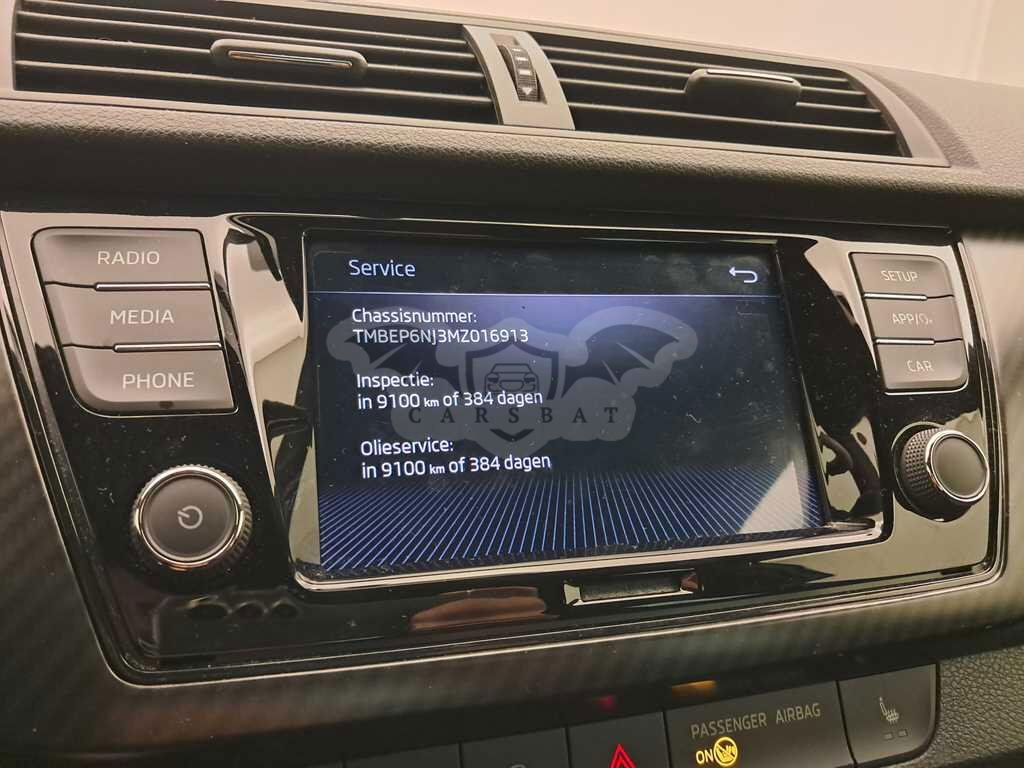 RADIO
MEDIA
PHONE
Service
Chassisnummer:
TMBEP6NJ3MZ016913
Inspectie:
in 9100 km of 384 dagen
CARSBAT
Olieservice:
in 9100 km of 384 dagen
SETUP
APP
CAR
PASSENGER AIRBAG
ON